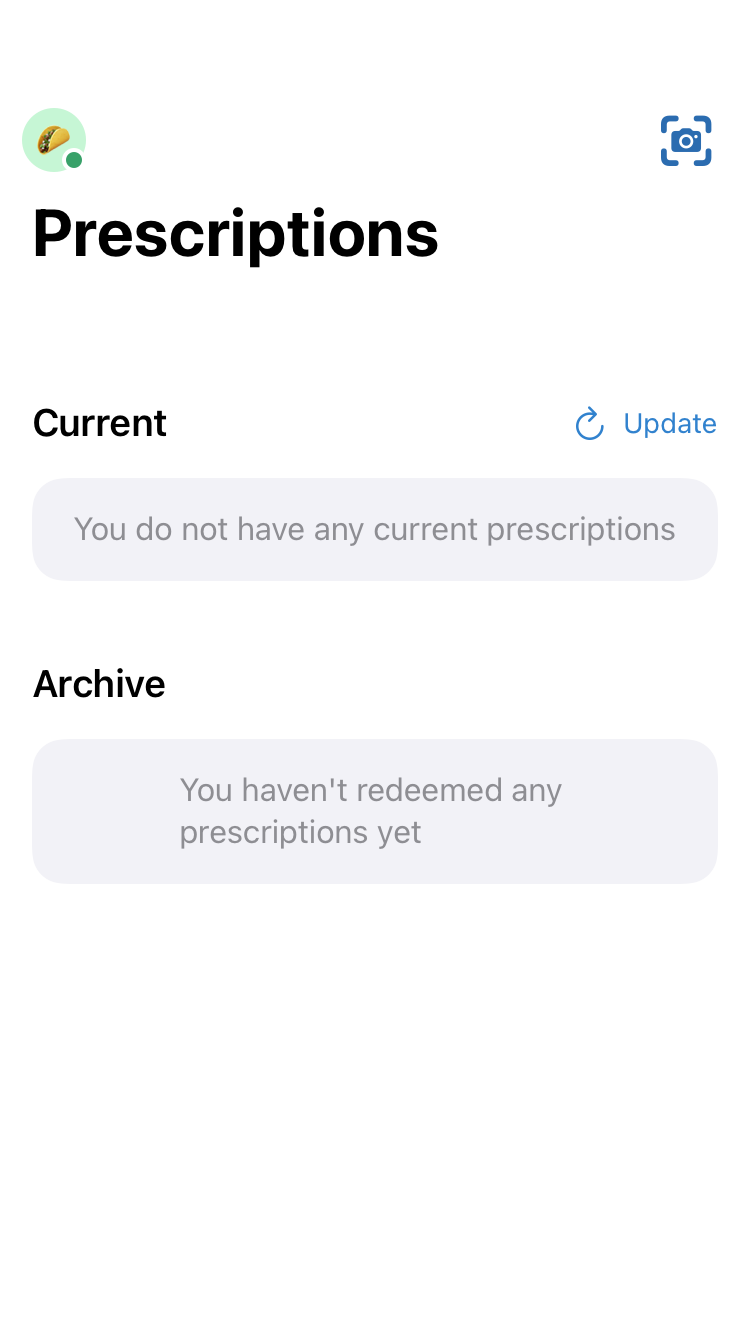 Prescriptions
Current
Update
You do not have any current prescriptions
Archive
You haven't redeemed any
prescriptions yet